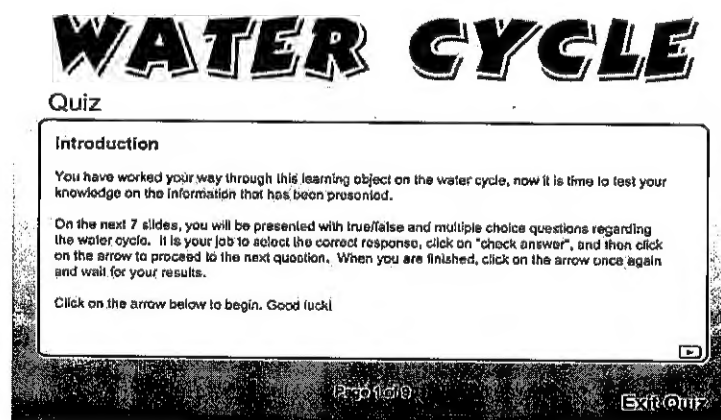 WATER CYCLE
Quiz
Introduction
You have worked your way through this learning object on the water cycle, now it is time to test your
knowledge on the information that has been presented.
On the next 7 slides, you will be presented with true/false and multiple choice questions regarding
the water cycle. It is your job to select the correct response, click on "check answer", and then click
on the arrow to proceed to the next question. When you are finished, click on the arrow once again
and wait for your results.
Click on the arrow below to begin. Good luck!
Page 1 of 9
Exit Quiz